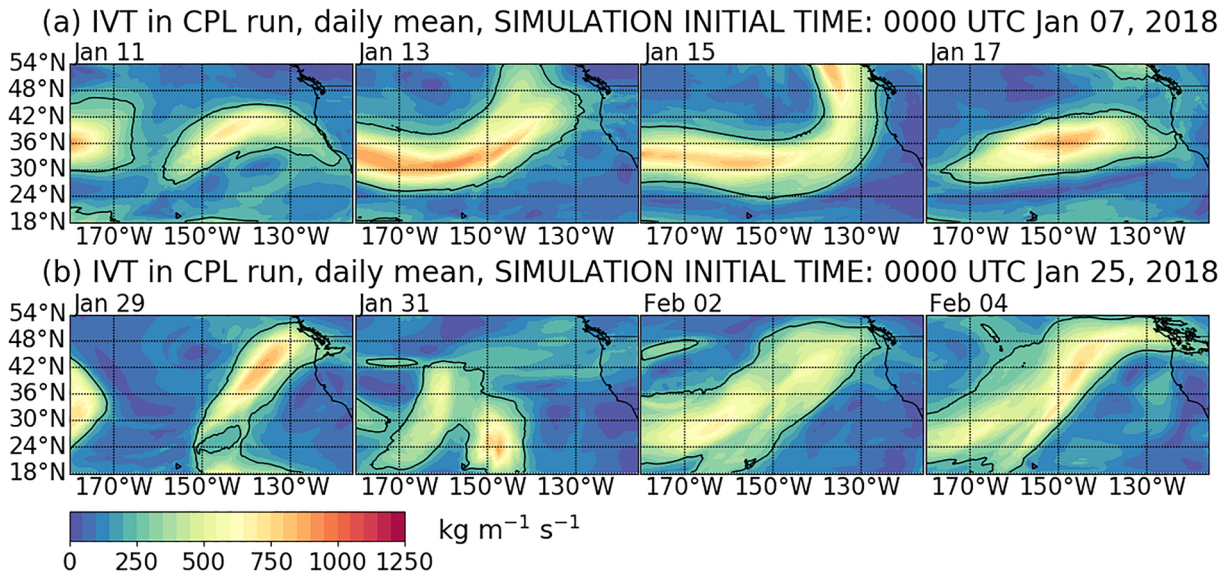 (a) IVT in CPL run, daily mean, SIMULATION INITIAL TIME: 0000 UTC Jan 07, 2018
Jan 11 Jan 13 Jan 15 Jan 17
54°N
48°N
42°N
36°N
30°N
24°N
18°N
170°W 150°W 130°W 170°W 150°W 130°W 170°W 150°W 130°W 170°W 150°W 130°W
(b) IVT in CPL run, daily mean, SIMULATION INITIAL TIME: 0000 UTC Jan 25, 2018
Jan 29 Jan 31 Feb 02 Feb 04
54°N
48°N
42°N
36°N
30°N
24°N
18°N
170°W 150°W 130°W 170°W 150°W 130°W 170°W 150°W 130°W 170°W 150°W 130°W
kg m⁻¹ s⁻¹
0 250 500 750 1000 1250